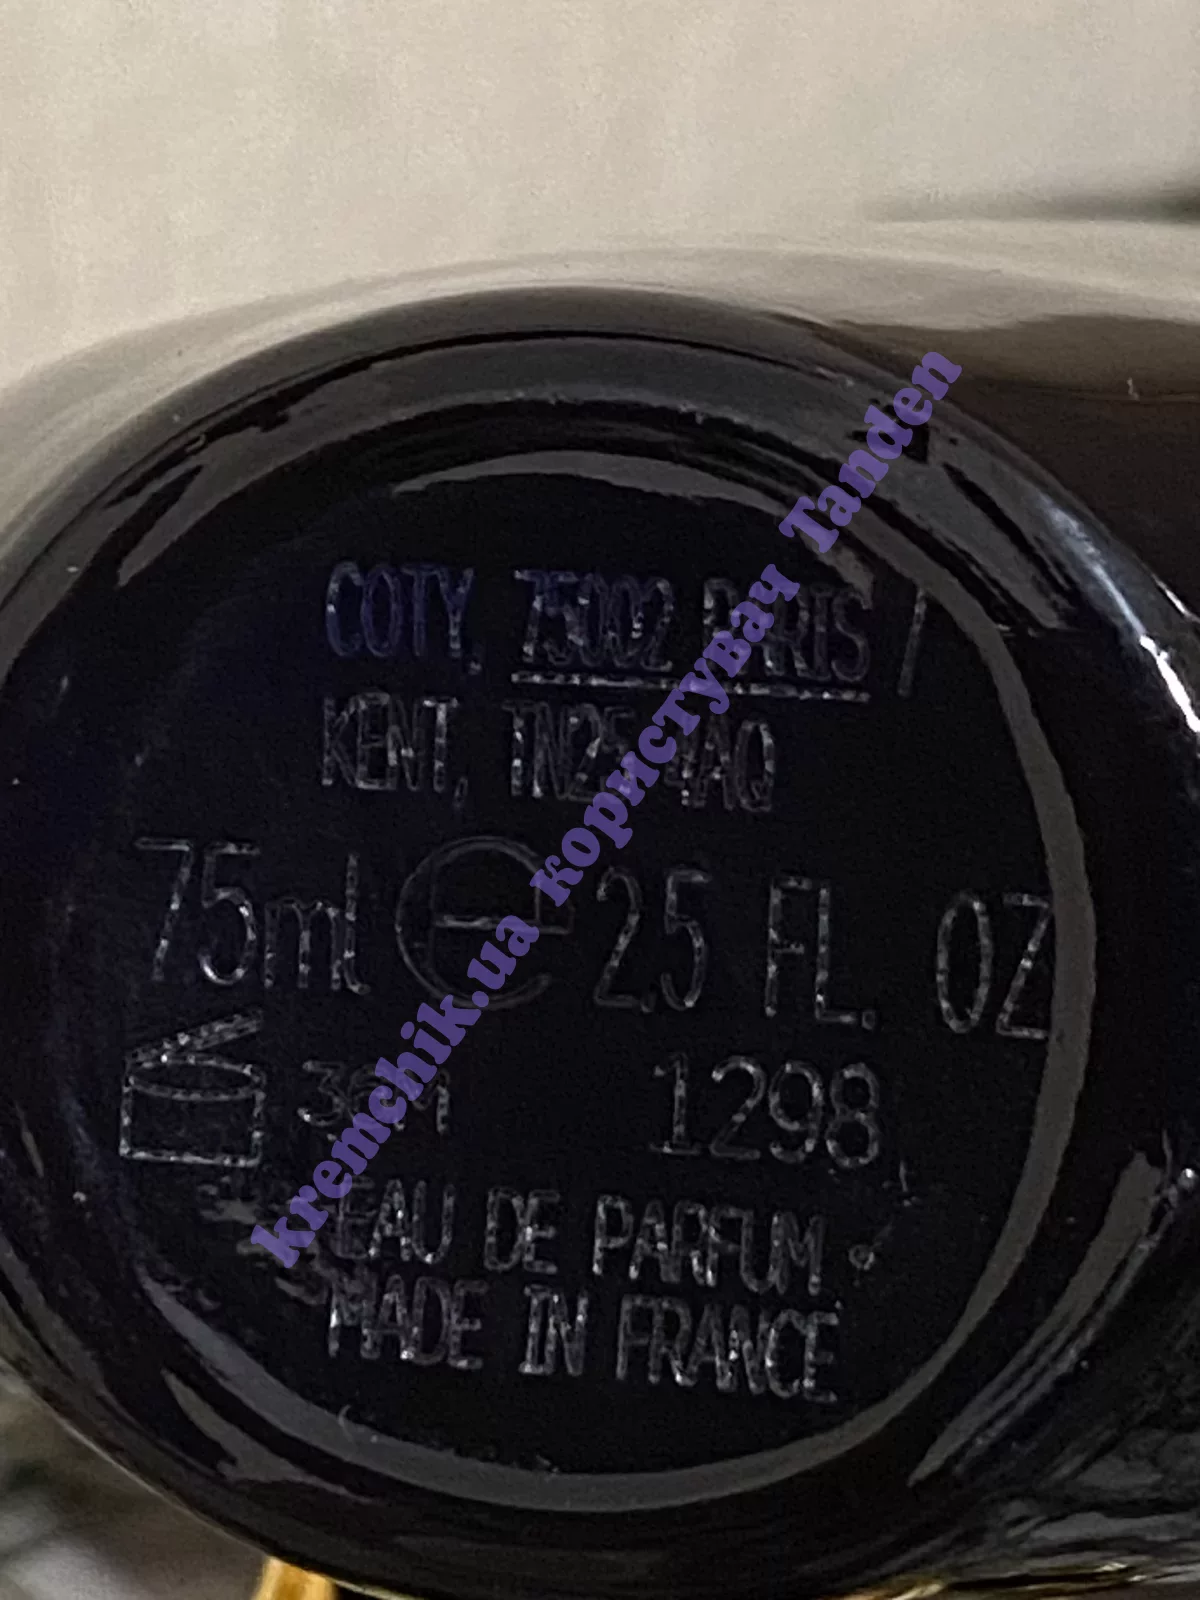 COTY, 75002 PARIS /
KENT, TN25 4AQ
75ml e 2.5 FL. OZ
36M 1298
EAU DE PARFUM
MADE IN FRANCE
kremchik.ua користувач Tanden